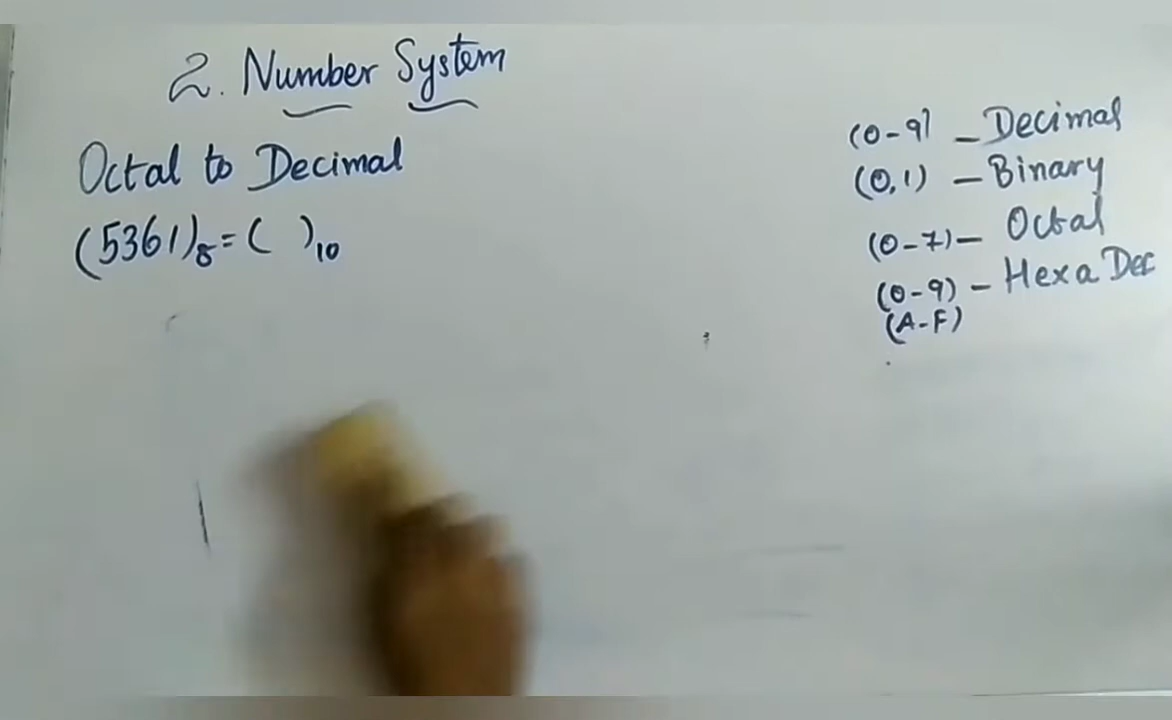 2. Number System
Octal to Decimal
(5361)8=( )10
(0-9) - Decimal
(0,1) - Binary
(0-7) - Octal
(0-9) - Hexa Dec
(A-F)